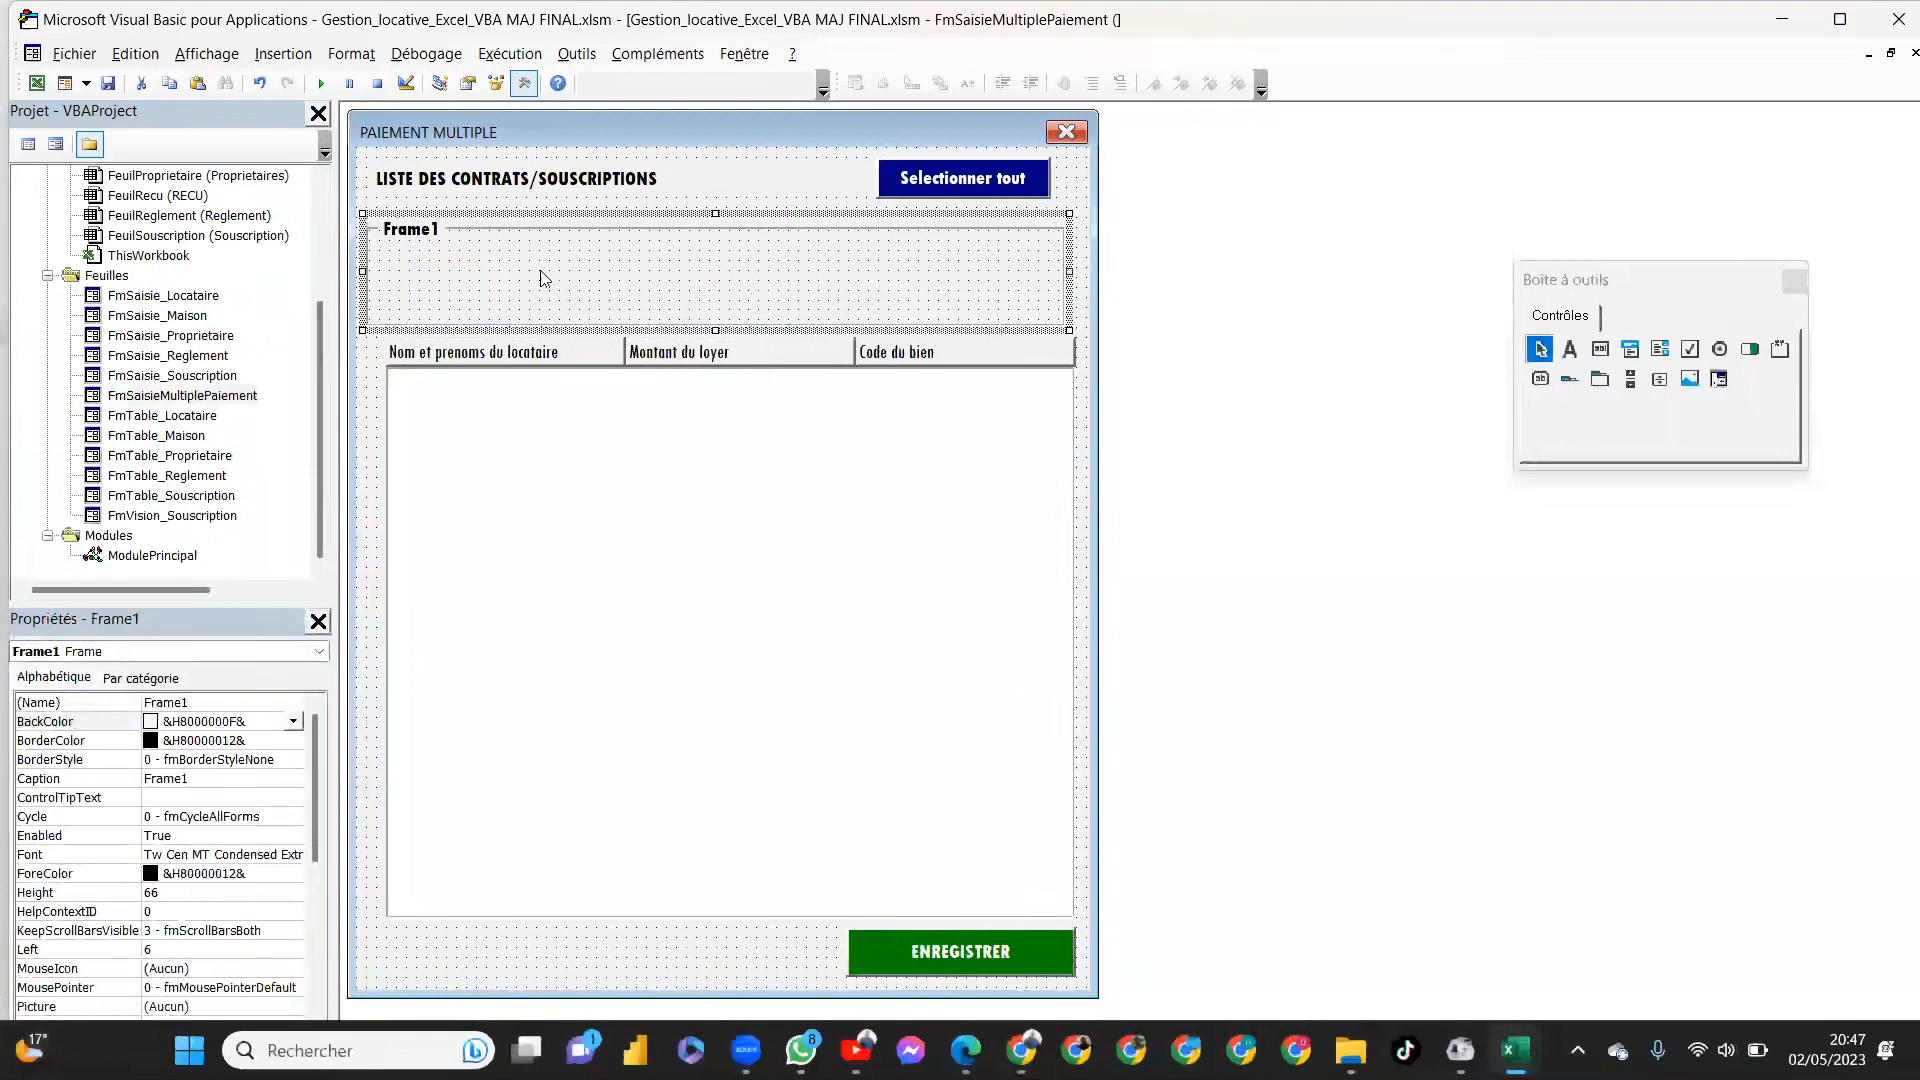 Microsoft Visual Basic pour Applications - Gestion_locative_Excel_VBA MAJ FINAL.xlsm - [Gestion_locative_Excel_VBA MAJ FINAL.xlsm - FmSaisieMultiplePaiement (]
Fichier Edition Affichage Insertion Format Débogage Exécution Outils Compléments Fenêtre ?
Projet - VBAProject
FeuilProprietaire (Proprietaires)
FeuilRecu (RECU)
FeuilReglement (Reglement)
FeuilSouscription (Souscription)
ThisWorkbook
Feuilles
FmSaisie_Locataire
FmSaisie_Maison
FmSaisie_Proprietaire
FmSaisie_Reglement
FmSaisie_Souscription
FmSaisieMultiplePaiement
FmTable_Locataire
FmTable_Maison
FmTable_Proprietaire
FmTable_Reglement
FmTable_Souscription
FmVision_Souscription
Modules
ModulePrincipal
Propriétés - Frame1
Frame1 Frame
Alphabétique Par catégorie
(Name) Frame1
BackColor &H8000000F&
BorderColor &H80000012&
BorderStyle 0 - fmBorderStyleNone
Caption Frame1
ControlTipText
Cycle 0 - fmCycleAllForms
Enabled True
Font Tw Cen MT Condensed Extr
ForeColor &H80000012&
Height 66
HelpContextID 0
KeepScrollBarsVisible 3 - fmScrollBarsBoth
Left 6
MouseIcon (Aucun)
MousePointer 0 - fmMousePointerDefault
Picture (Aucun)
PAIEMENT MULTIPLE
LISTE DES CONTRATS/SOUSCRIPTIONS
Selectionner tout
Frame1
Nom et prenoms du locataire Montant du loyer Code du bien
ENREGISTRER
Boîte à outils
Contrôles
17°
Rechercher
1
8
20:47
02/05/2023